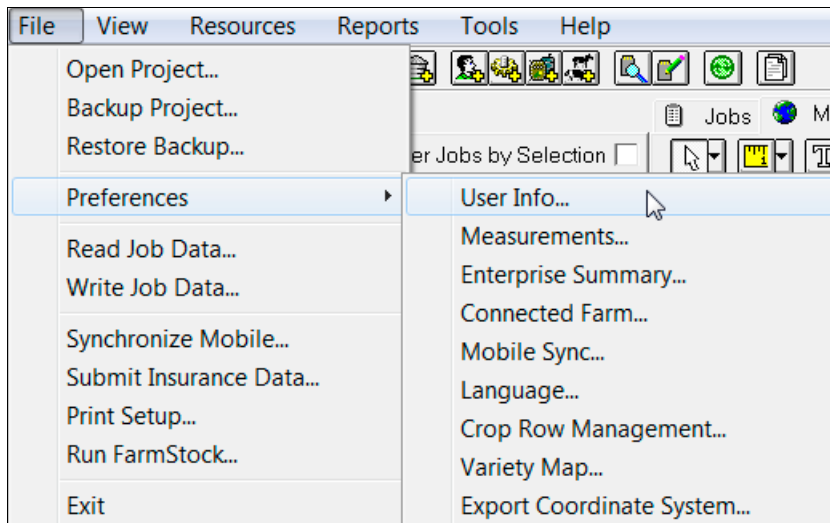 File View Resources Reports Tools Help
Open Project...
Backup Project...
Restore Backup...
Jobs
er Jobs by Selection
Preferences
User Info...
Measurements...
Enterprise Summary...
Connected Farm...
Mobile Sync...
Language...
Crop Row Management...
Variety Map...
Export Coordinate System...
Read Job Data...
Write Job Data...
Synchronize Mobile...
Submit Insurance Data...
Print Setup...
Run FarmStock...
Exit